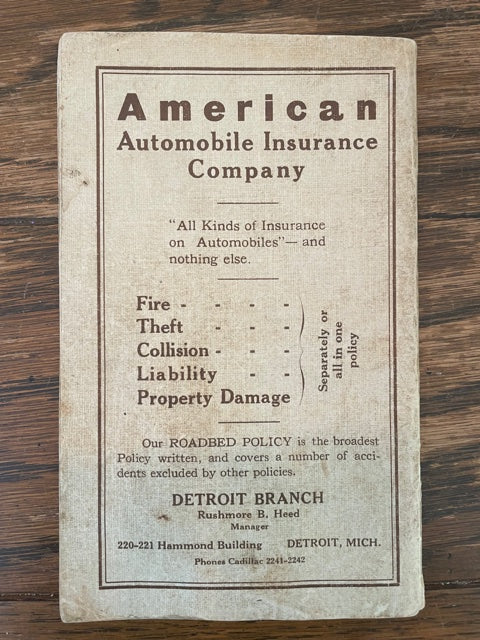 American
Automobile Insurance
Company
"All Kinds of Insurance
on Automobiles"—and
nothing else.
Fire - - - -
Theft - - -
Collision - - - -
Liability - -
Property Damage
Separately or
all in one
policy
Our ROADBED POLICY is the broadest
Policy written, and covers a number of acci-
dents excluded by other policies.
DETROIT BRANCH
Rushmore B. Heed
Manager
220-221 Hammond Building DETROIT, MICH.
Phones Cadillac 2241-2242